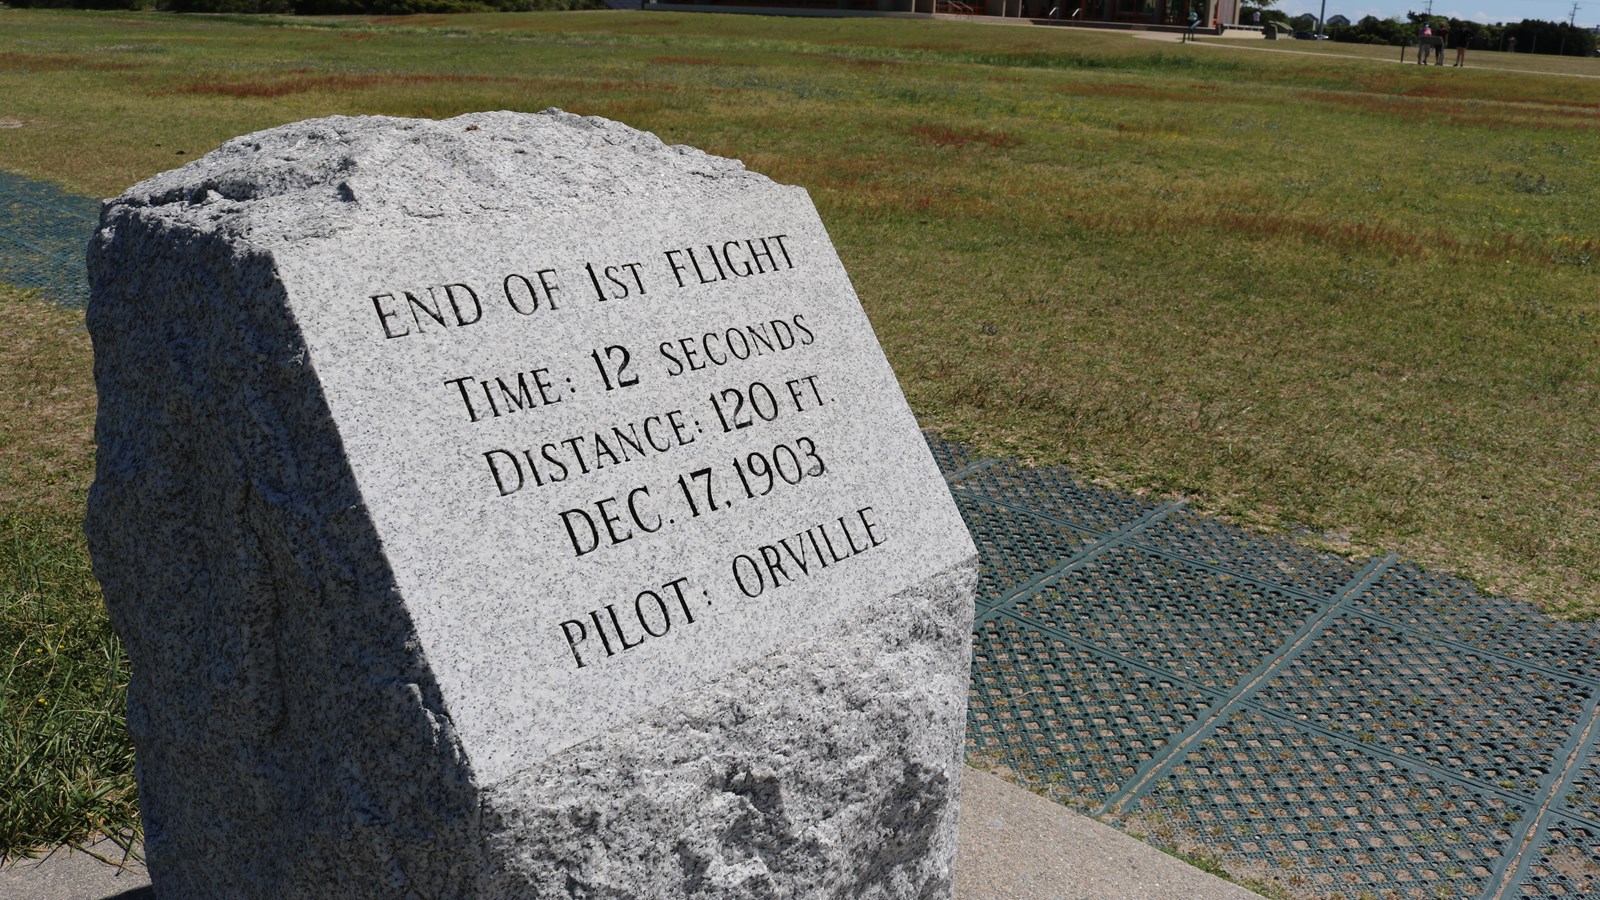 END OF 1ST FLIGHT
TIME: 12 SECONDS
DISTANCE: 120 FT.
DEC. 17, 1903
PILOT: ORVILLE